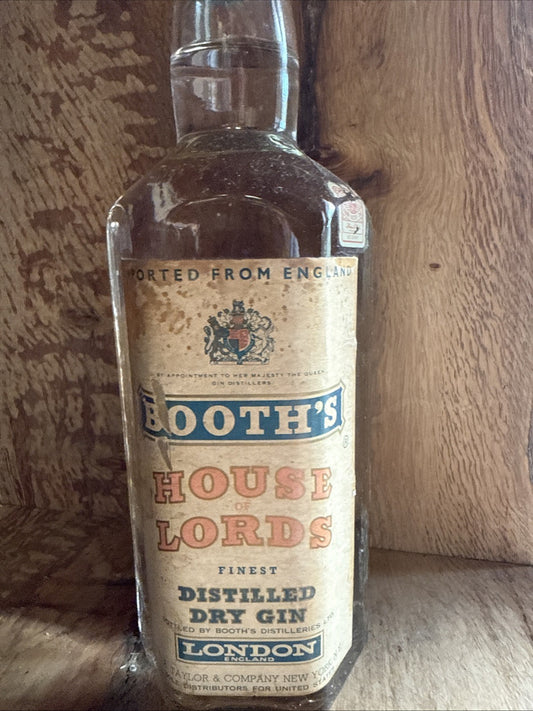 PORTED FROM ENGLAND
BY APPOINTMENT TO HER MAJESTY THE QUEEN
GIN DISTILLERS
BOOTH'S
®
HOUSE
OF
LORDS
FINEST
DISTILLED
DRY GIN
BOTTLED BY BOOTH'S DISTILLERIES LTD
LONDON
ENGLAND
TAYLOR & COMPANY NEW YORK
DISTRIBUTORS FOR UNITED STATES